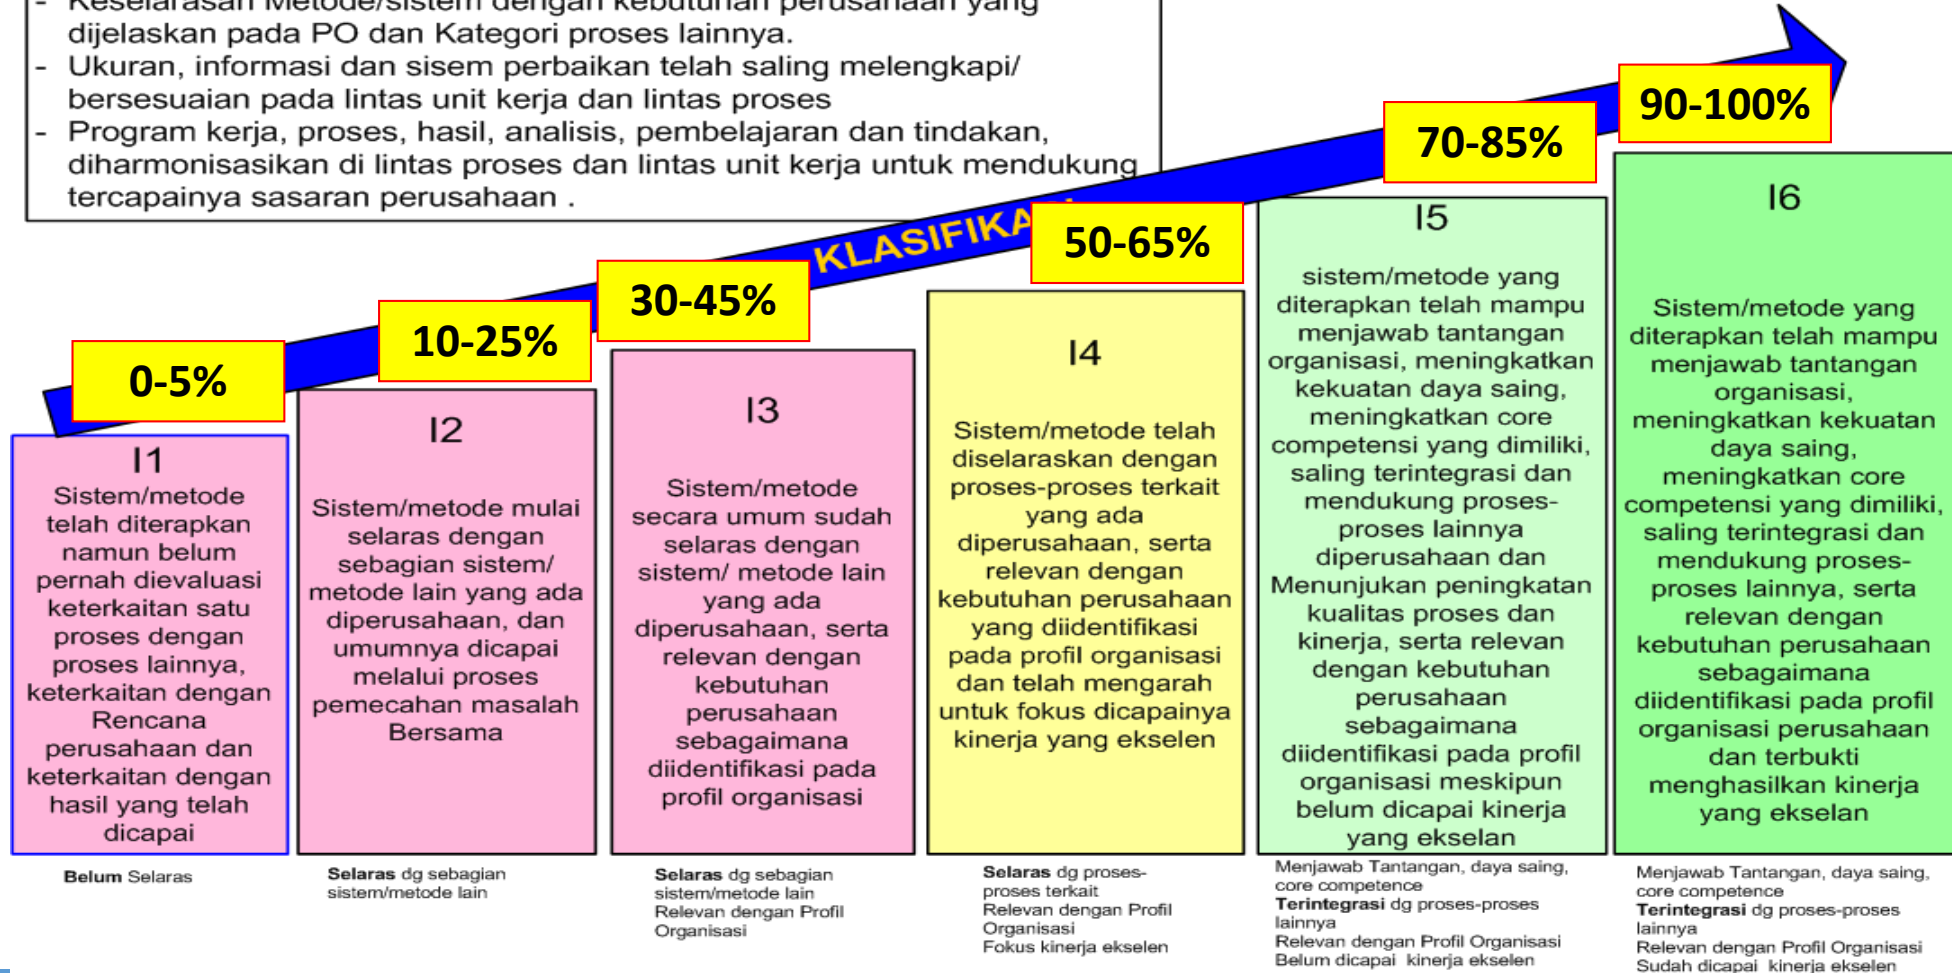 - Keselarasan Metode/sistem dengan kebutuhan perusahaan yang
dijelaskan pada PO dan Kategori proses lainnya.
- Ukuran, informasi dan sisem perbaikan telah saling melengkapi/
bersesuaian pada lintas unit kerja dan lintas proses
- Program kerja, proses, hasil, analisis, pembelajaran dan tindakan,
diharmonisasikan di lintas proses dan lintas unit kerja untuk mendukung
tercapainya sasaran perusahaan .
KLASIFIKA
0-5%
I1
Sistem/metode
telah diterapkan
namun belum
pernah dievaluasi
keterkaitan satu
proses dengan
proses lainnya,
keterkaitan dengan
Rencana
perusahaan dan
keterkaitan dengan
hasil yang telah
dicapai
Belum Selaras
10-25%
I2
Sistem/metode mulai
selaras dengan
sebagian sistem/
metode lain yang ada
diperusahaan, dan
umumnya dicapai
melalui proses
pemecahan masalah
Bersama
Selaras dg sebagian
sistem/metode lain
30-45%
I3
Sistem/metode
secara umum sudah
selaras dengan
sistem/ metode lain
yang ada
diperusahaan, serta
relevan dengan
kebutuhan
perusahaan
sebagaimana
diidentifikasi pada
profil organisasi
Selaras dg sebagian
sistem/metode lain
Relevan dengan Profil
Organisasi
50-65%
I4
Sistem/metode telah
diselaraskan dengan
proses-proses terkait
yang ada
diperusahaan, serta
relevan dengan
kebutuhan perusahaan
yang diidentifikasi
pada profil organisasi
dan telah mengarah
untuk fokus dicapainya
kinerja yang ekselen
Selaras dg proses-
proses terkait
Relevan dengan Profil
Organisasi
Fokus kinerja ekselen
70-85%
I5
sistem/metode yang
diterapkan telah mampu
menjawab tantangan
organisasi, meningkatkan
kekuatan daya saing,
meningkatkan core
competensi yang dimiliki,
saling terintegrasi dan
mendukung proses-
proses lainnya
diperusahaan dan
Menunjukan peningkatan
kualitas proses dan
kinerja, serta relevan
dengan kebutuhan
perusahaan
sebagaimana
diidentifikasi pada profil
organisasi meskipun
belum dicapai kinerja
yang ekselan
Menjawab Tantangan, daya saing,
core competence
Terintegrasi dg proses-proses
lainnya
Relevan dengan Profil Organisasi
Belum dicapai kinerja ekselen
90-100%
I6
Sistem/metode yang
diterapkan telah mampu
menjawab tantangan
organisasi,
meningkatkan kekuatan
daya saing,
meningkatkan core
competensi yang dimiliki,
saling terintegrasi dan
mendukung proses-
proses lainnya, serta
relevan dengan
kebutuhan perusahaan
sebagaimana
diidentifikasi pada profil
organisasi perusahaan
dan terbukti
menghasilkan kinerja
yang ekselan
Menjawab Tantangan, daya saing,
core competence
Terintegrasi dg proses-proses
lainnya
Relevan dengan Profil Organisasi
Sudah dicapai kinerja ekselen